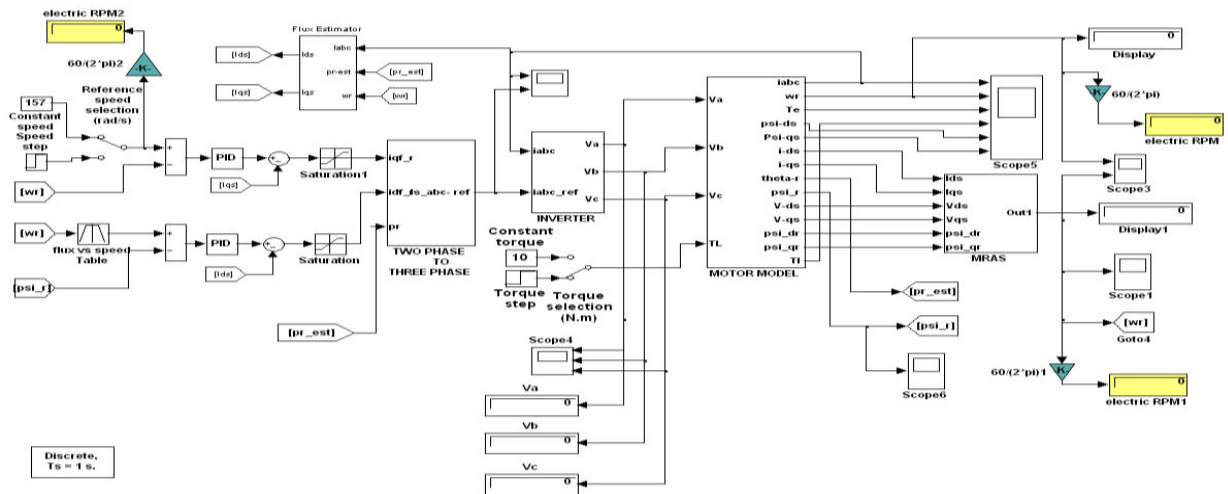 electric RPM2
0
-K-
60/(2*pi)2
Reference
speed
selection
(rad/s)
157
Constant
speed
Speed
step
[wr]
[wr]
flux vs speed
Table
[psi_r]
+
−
+
−
PID
PID
[Iqs]
[Ids]
+
−
+
−
Saturation1
Saturation
Flux Estimator
[Ids]
[Iqs]
Ids
Iqs
Iabc
pr-est
wr
[pr_est]
[wr]
iqf_r
pr
TWO PHASE
TO
THREE PHASE
[pr_est]
iabc
iabc_ref
Va
Vb
Vc
INVERTER
Constant
torque
10
Torque
step
Torque
selection
(N.m)
Scope4
Va
0
Vb
0
Vc
0
Va
Vb
Vc
TL
iabc
wr
Te
psi-ds
Psi-qs
i-ds
i-qs
theta-r
psi_r
V-ds
V-qs
psi_dr
psi_qr
Tl
MOTOR MODEL
[pr_est]
[psi_r]
Scope6
Scope5
Ids
Iqs
Vds
Vqs
psi_dr
psi_qr
Out1
MRAS
0
Display
60/(2*pi)
0
electric RPM
Scope3
0
Display1
Scope1
[wr]
Goto4
60/(2*pi)1
0
electric RPM1
Discrete,
Ts = 1 s.